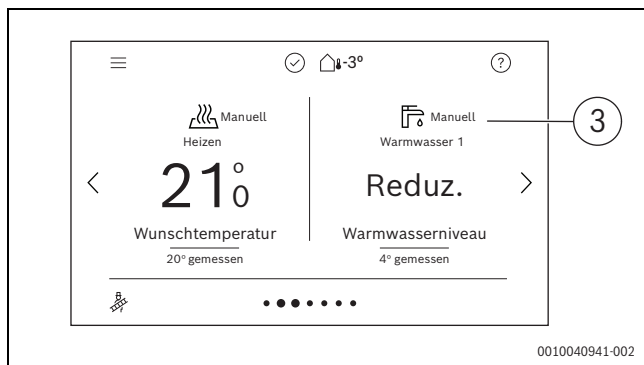 -3°
?
Manuell
Manuell
3
Heizen
Warmwasser 1
21°0
Reduz.
Wunschtemperatur
Warmwasserniveau
20° gemessen
4° gemessen
0010040941-002